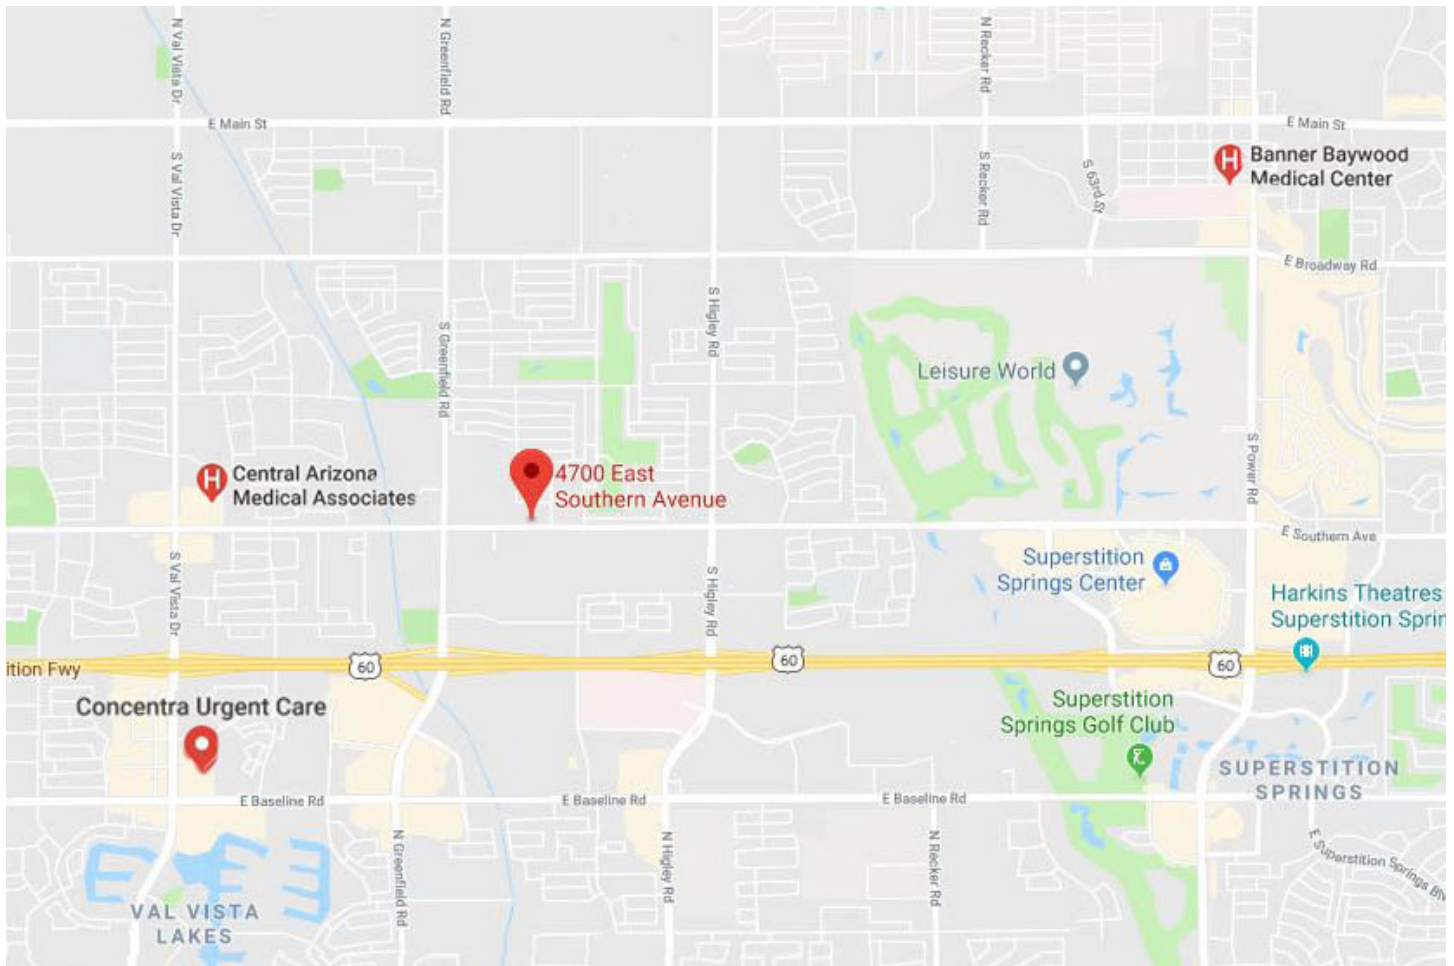 N Val Vista Dr
N Greenfield Rd
N Recker Rd
E Main St
E Main St
S Val Vista Dr
S Recker Rd
S 63rd St
H
Banner Baywood
Medical Center
E Broadway Rd
S Higley Rd
S Greenfield Rd
Leisure World
S Power Rd
H
Central Arizona
Medical Associates
4700 East
Southern Avenue
E Southern Ave
S Val Vista Dr
S Higley Rd
Superstition
Springs Center
Harkins Theatres
Superstition Sprin
ition Fwy
60
60
60
Concentra Urgent Care
Superstition
Springs Golf Club
SUPERSTITION
SPRINGS
E Baseline Rd
E Baseline Rd
E Baseline Rd
N Greenfield Rd
N Higley Rd
N Recker Rd
E Superstition Springs Blv
VAL VISTA
LAKES